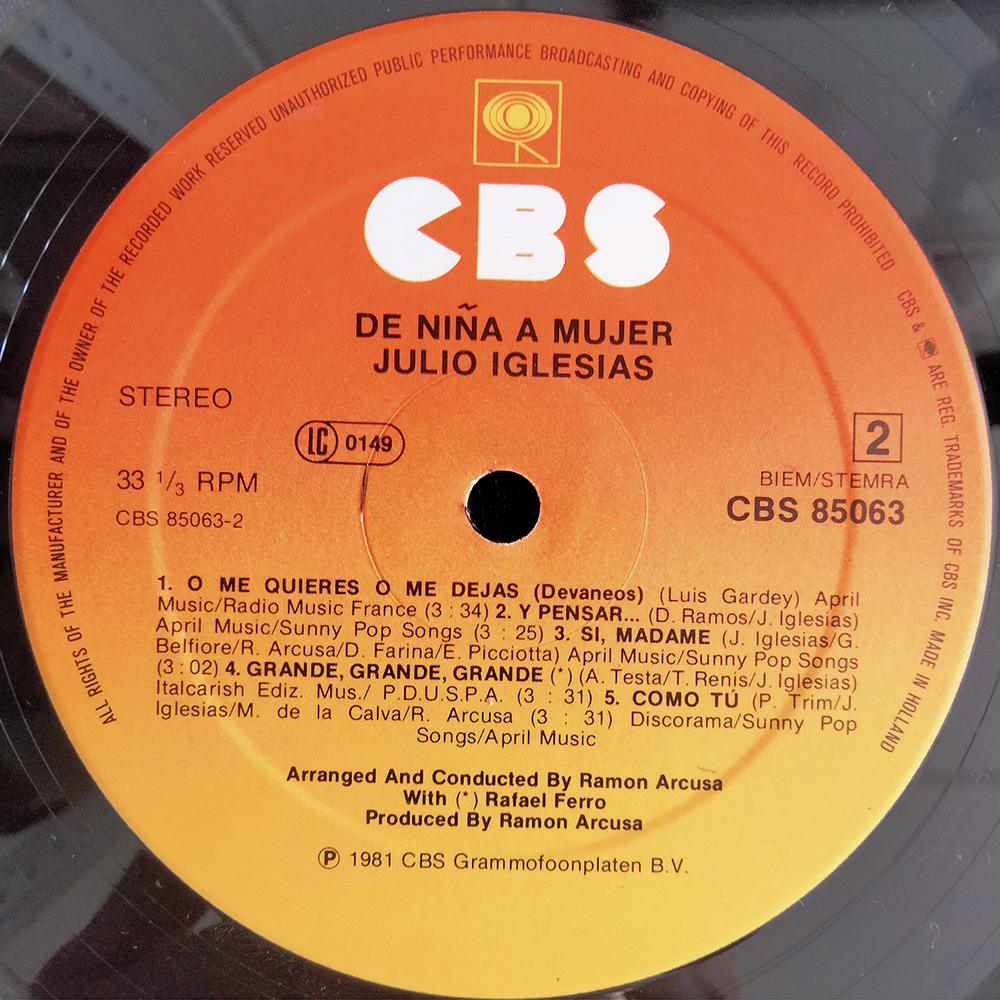 ALL RIGHTS OF THE MANUFACTURER AND OF THE OWNER OF THE RECORDED WORK RESERVED UNAUTHORIZED PUBLIC PERFORMANCE BROADCASTING AND COPYING OF THIS RECORD PROHIBITED
CBS & ARE REG. TRADEMARKS OF CBS INC. MADE IN HOLLAND
CBS
DE NIÑA A MUJER
JULIO IGLESIAS
STEREO
LC 0149
2
33 1/3 RPM
BIEM/STEMRA
CBS 85063-2
CBS 85063
1. O ME QUIERES O ME DEJAS (Devaneos) (Luis Gardey) April
Music/Radio Music France (3 : 34) 2. Y PENSAR... (D. Ramos/J. Iglesias)
April Music/Sunny Pop Songs (3 : 25) 3. SI, MADAME (J. Iglesias/G.
Belfiore/R. Arcusa/D. Farina/E. Picciotta) April Music/Sunny Pop Songs
(3 : 02) 4. GRANDE, GRANDE, GRANDE (*) (A. Testa/T. Renis/J. Iglesias)
Italcarish Ediz. Mus./ P.D.U.S.P.A. (3 : 31) 5. COMO TÚ (P. Trim/J.
Iglesias/M. de la Calva/R. Arcusa (3 : 31) Discorama/Sunny Pop
Songs/April Music
Arranged And Conducted By Ramon Arcusa
With (*) Rafael Ferro
Produced By Ramon Arcusa
℗ 1981 CBS Grammofoonplaten B.V.